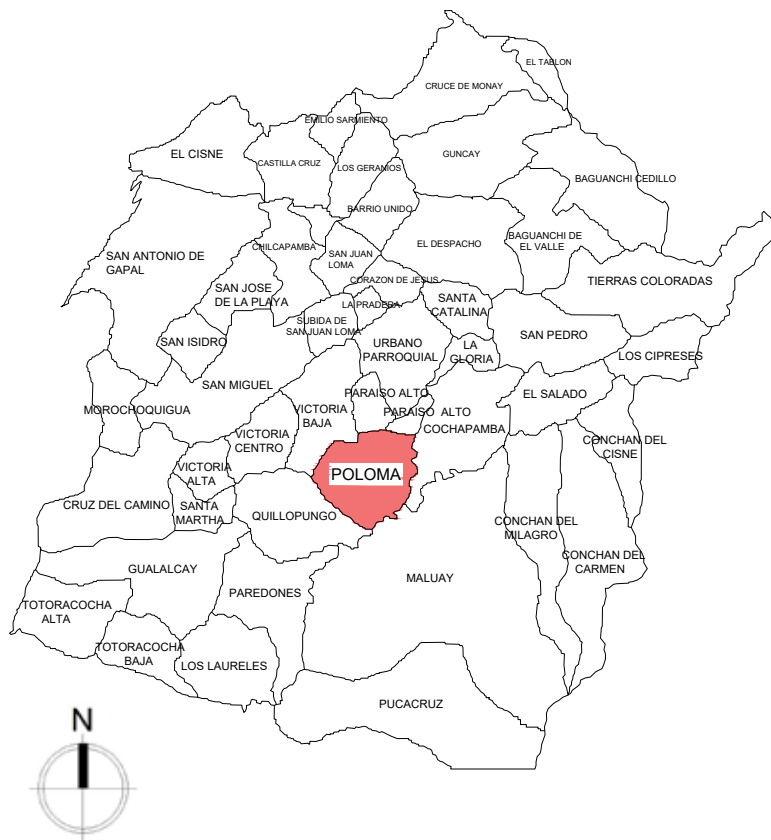 EL TABLON
CRUCE DE MONAY
EMILIO SARMIENTO
EL CISNE
CASTILLA CRUZ
LOS GERANIOS
GUNCAY
BAGUANCHI CEDILLO
BARRIO UNIDO
CHILCAPAMBA
EL DESPACHO
BAGUANCHI DE
EL VALLE
SAN ANTONIO DE
GAPAL
SAN JUAN
LOMA
CORAZON DE JESUS
TIERRAS COLORADAS
SAN JOSE
DE LA PLAYA
LA PRADERA
SANTA
CATALINA
SUBIDA DE
SAN JUAN LOMA
SAN PEDRO
SAN ISIDRO
URBANO
PARROQUIAL
LA
GLORIA
LOS CIPRESES
SAN MIGUEL
PARAISO ALTO
EL SALADO
MOROCHOQUIGUA
VICTORIA
BAJA
PARAISO ALTO
COCHAPAMBA
VICTORIA
CENTRO
CONCHAN DEL
CISNE
VICTORIA
ALTA
POLOMA
CRUZ DEL CAMINO
SANTA
MARTHA
QUILLOPUNGO
CONCHAN DEL
MILAGRO
CONCHAN DEL
CARMEN
GUALALCAY
MALUAY
PAREDONES
TOTORACOCHA
ALTA
TOTORACOCHA
BAJA
LOS LAURELES
PUCACRUZ
N